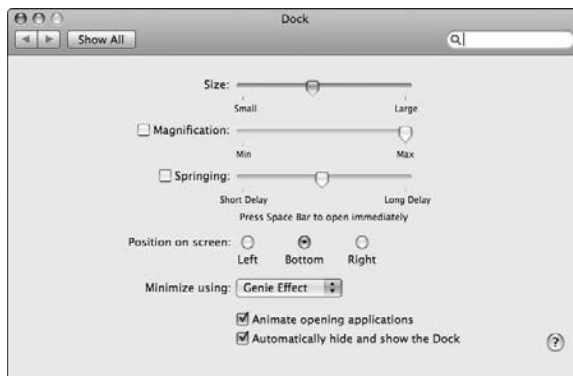 Dock
Show All
Size:
Small Large
Magnification:
Min Max
Springing:
Short Delay Long Delay
Press Space Bar to open immediately
Position on screen:
Left Bottom Right
Minimize using: Genie Effect
Animate opening applications
Automatically hide and show the Dock
?